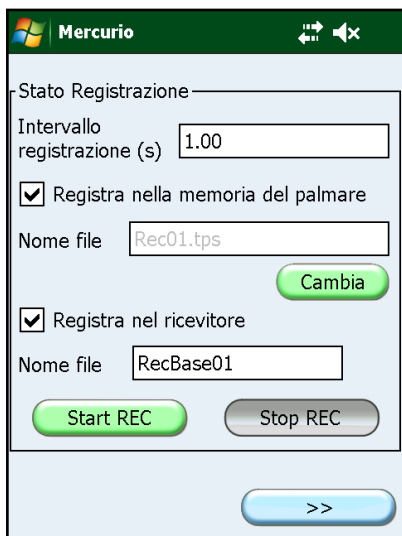 Mercurio
Stato Registrazione
Intervallo
registrazione (s)
1.00
Registra nella memoria del palmare
Nome file
Rec01.tps
Cambia
Registra nel ricevitore
Nome file
RecBase01
Start REC
Stop REC
>>